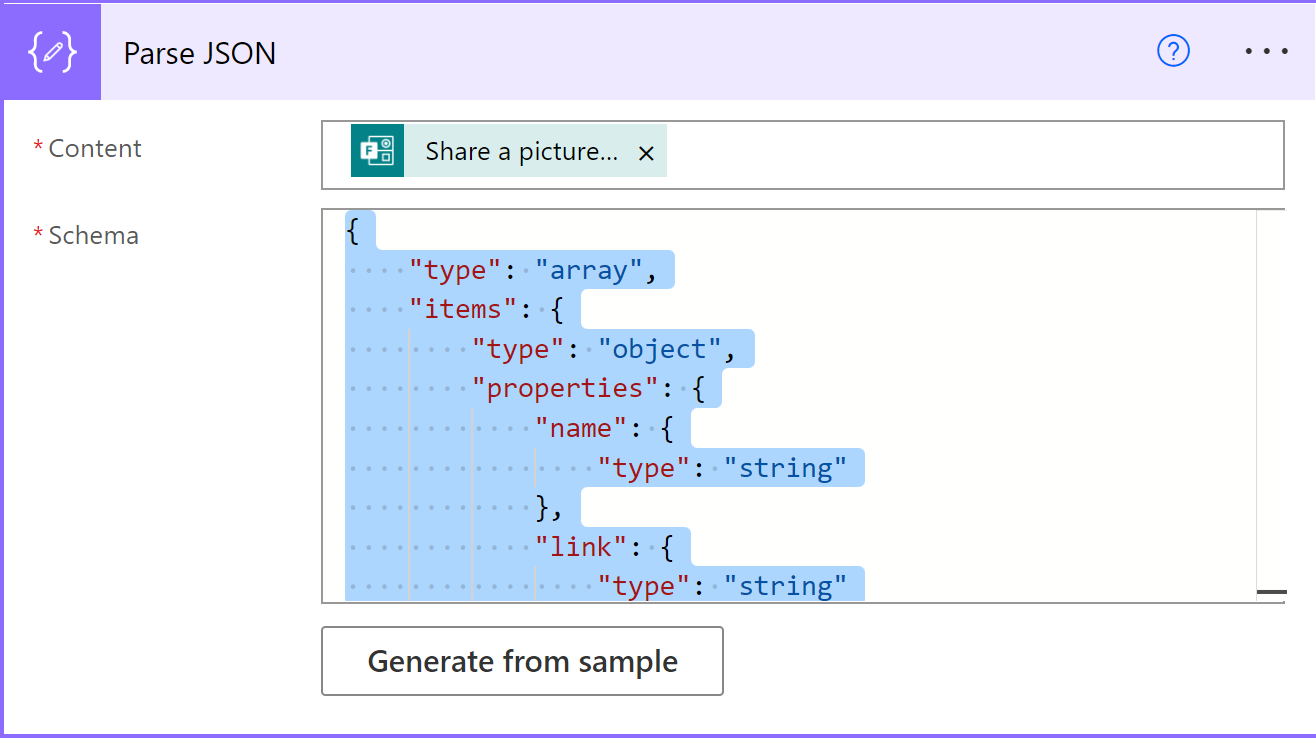 Parse JSON
?
* Content
F
Share a picture... ×
* Schema
{
    "type": "array",
    "items": {
        "type": "object",
        "properties": {
            "name": {
                "type": "string"
            },
            "link": {
                "type": "string"
Generate from sample